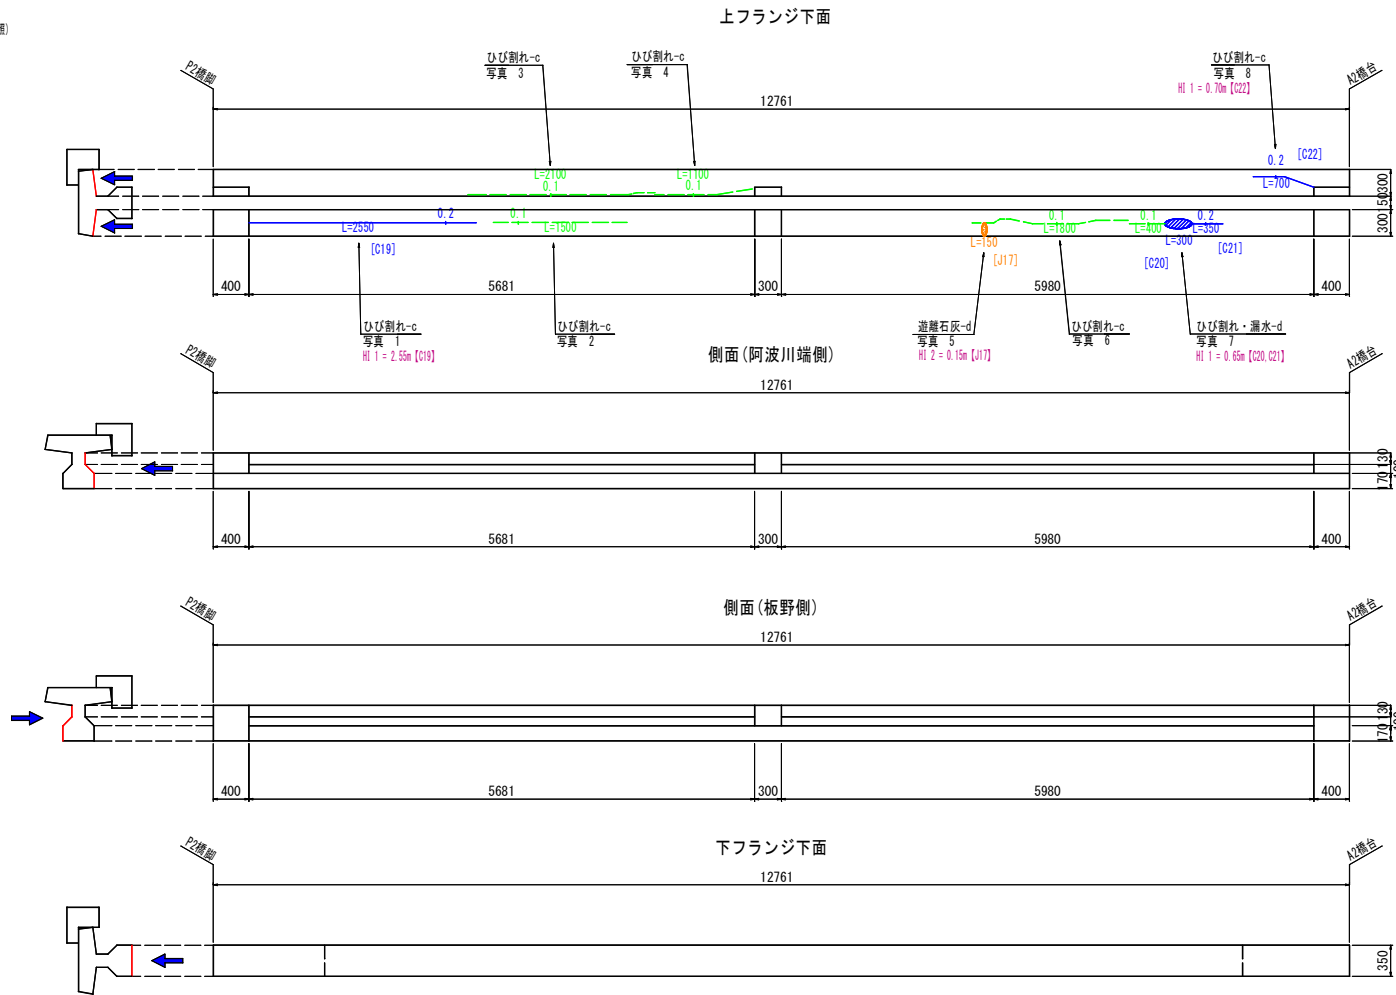 上フランジ下面
P2橋脚
A2橋台
ひび割れ-c
写真 3
ひび割れ-c
写真 4
ひび割れ-c
写真 8
HI 1 = 0.70m【C22】
12761
L=2100
0.1
L=1100
0.1
0.2
[C22]
L=700
300
50
300
L=2550
0.2
[C19]
0.1
L=1500
L=150
[J17]
0.1
L=1800
0.1
L=400
L=300
0.2
L=350
[C20]
[C21]
400
5681
300
5980
400
ひび割れ-c
写真 1
HI 1 = 2.55m【C19】
ひび割れ-c
写真 2
遊離石灰-d
写真 5
HI 2 = 0.15m【J17】
ひび割れ-c
写真 6
ひび割れ・漏水-d
写真 7
HI 1 = 0.65m【C20,C21】
側面(阿波川端側)
P2橋脚
A2橋台
12761
130
170
400
5681
300
5980
400
側面(板野側)
P2橋脚
A2橋台
12761
130
170
400
5681
300
5980
400
下フランジ下面
P2橋脚
A2橋台
12761
350